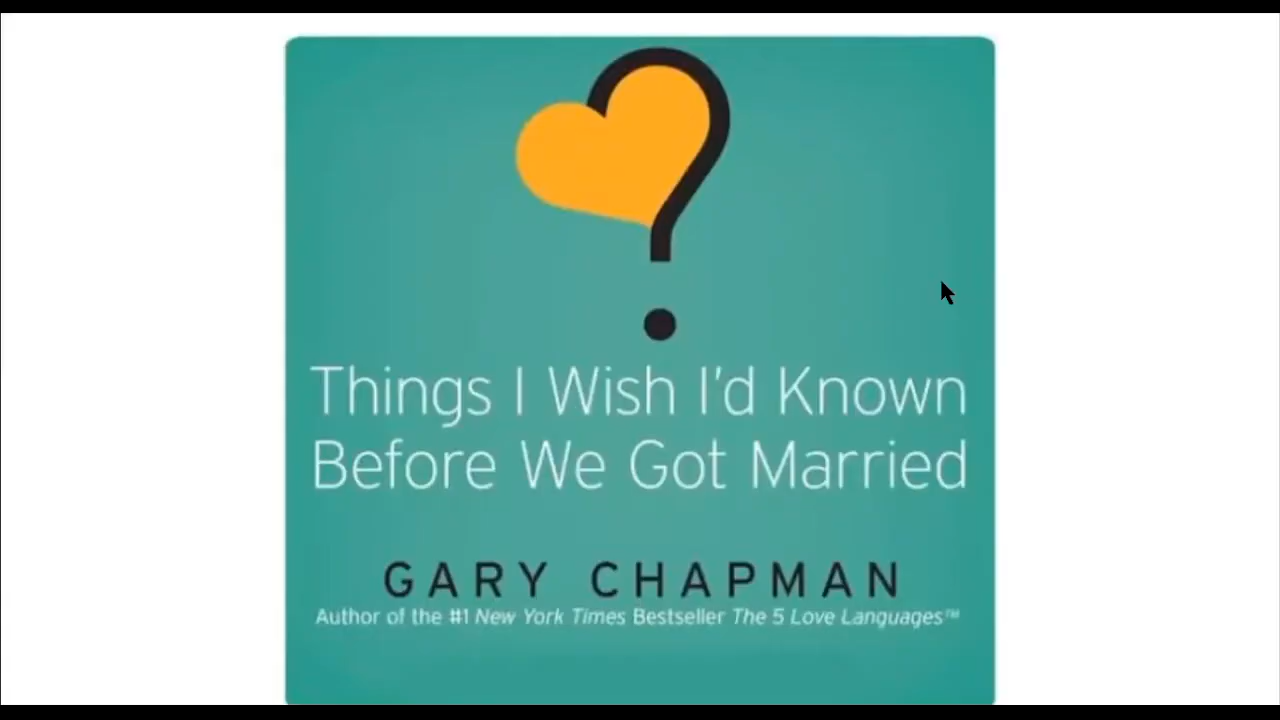 Things I Wish I'd Known
Before We Got Married
GARY CHAPMAN
Author of the #1 New York Times Bestseller The 5 Love Languages™